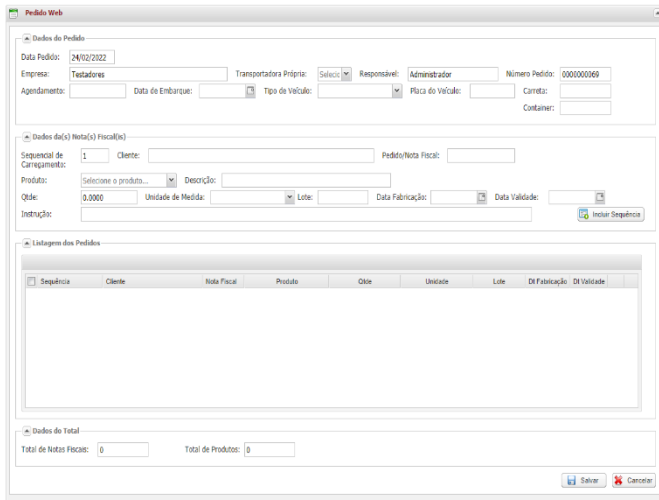 Pedido Web
Dados do Pedido
Data Pedido: 24/02/2022
Empresa: Testadores Transportadora Própria: Selecic Responsável: Administrador Número Pedido: 0000000069
Agendamento: Data de Embarque: Tipo de Veículo: Placa do Veículo: Carreta:
Container:
Dados da(s) Nota(s) Fiscal(is)
Sequencial de Carregamento: 1 Cliente: Pedido/Nota Fiscal:
Produto: Selecione o produto... Descrição:
Qtde: 0.0000 Unidade de Medida: Lote: Data Fabricação: Data Validade:
Instrução: Incluir Sequência
Listagem dos Pedidos
Sequência Cliente Nota Fiscal Produto Qtde Unidade Lote Dt Fabricação Dt Validade
Dados do Total
Total de Notas Fiscais: 0 Total de Produtos: 0
Salvar Cancelar